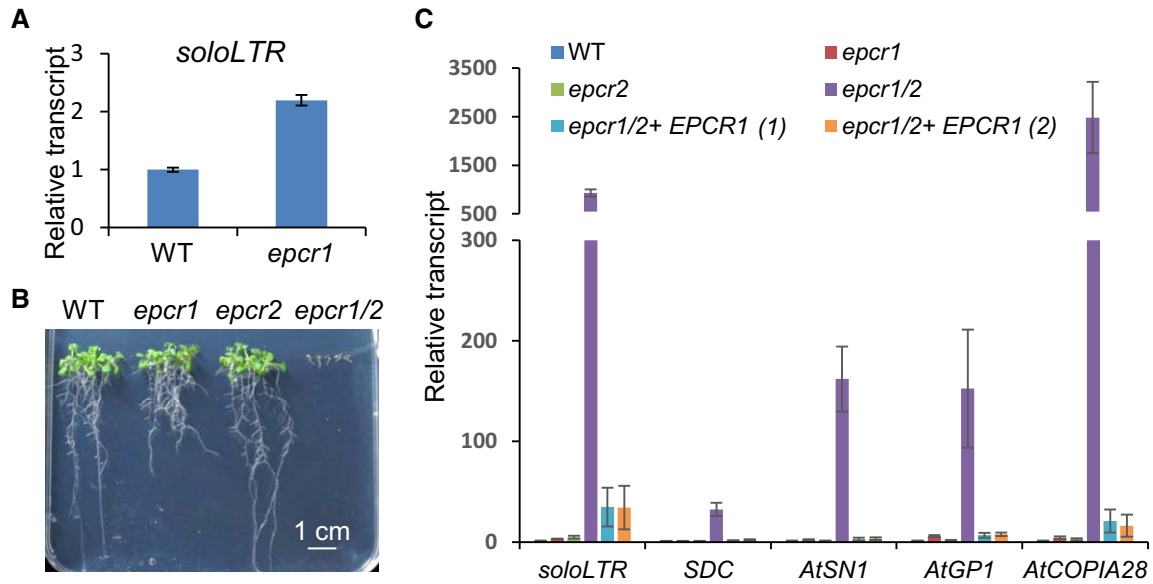 A
soloLTR
Relative transcript
3
2
1
0
WT epcr1
B
WT epcr1 epcr2 epcr1/2
1 cm
C
WT epcr1
epcr2 epcr1/2
epcr1/2+ EPCR1 (1) epcr1/2+ EPCR1 (2)
Relative transcript
3500
2500
1500
500
300
200
100
0
soloLTR SDC AtSN1 AtGP1 AtCOPIA28